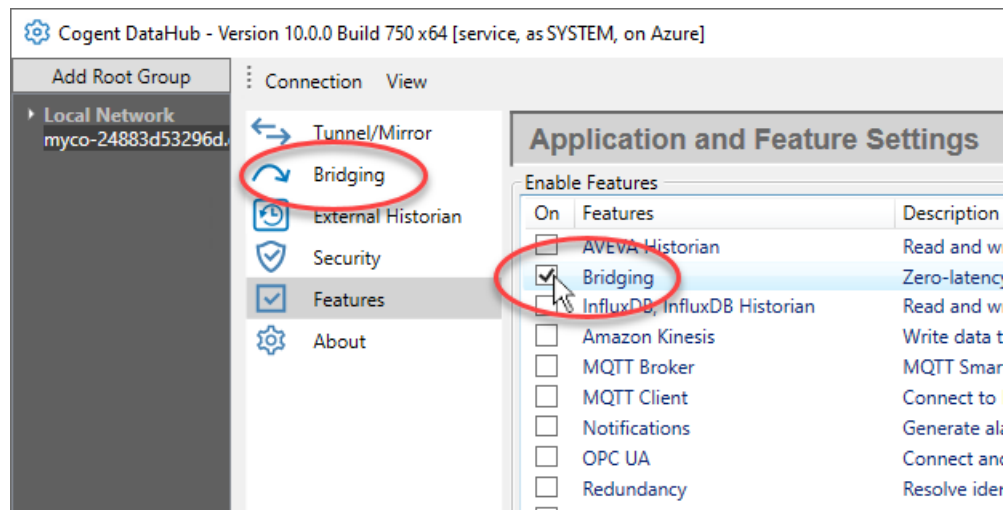 Cogent DataHub - Version 10.0.0 Build 750 x64 [service, as SYSTEM, on Azure]
Add Root Group
Connection View
Local Network
myco-24883d53296d.
Tunnel/Mirror
Bridging
External Historian
Security
Features
About
Application and Feature Settings
Enable Features
On Features Description
AVEVA Historian Read and w
Bridging Zero-latency
InfluxDB, InfluxDB Historian Read and w
Amazon Kinesis Write data t
MQTT Broker MQTT Smar
MQTT Client Connect to
Notifications Generate ala
OPC UA Connect and
Redundancy Resolve iden